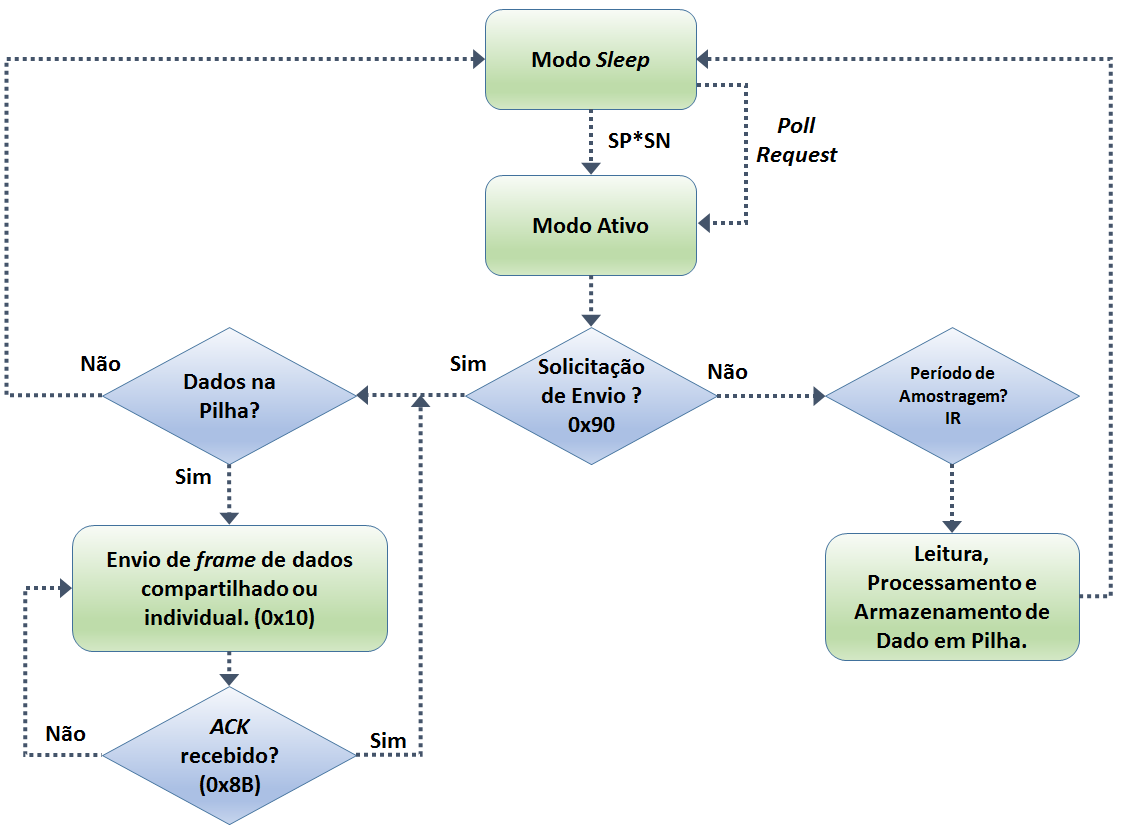 Modo Sleep
SP*SN
Poll
Request
Modo Ativo
Não
Dados na
Pilha?
Sim
Solicitação
de Envio ?
0x90
Não
Período de
Amostragem?
IR
Sim
Envio de frame de dados
compartilhado ou
individual. (0x10)
Leitura,
Processamento e
Armazenamento de
Dado em Pilha.
Não
ACK
recebido?
(0x8B)
Sim